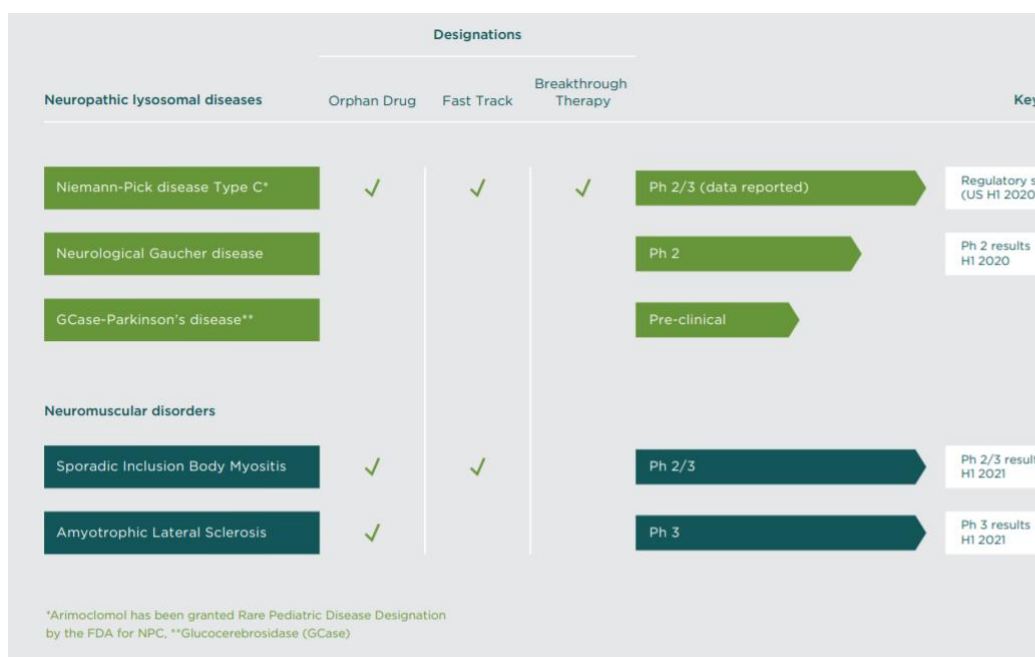 Designations
Neuropathic lysosomal diseases Orphan Drug Fast Track Breakthrough Therapy Key
Niemann-Pick disease Type C* Ph 2/3 (data reported) Regulatory s
(US H1 2020
Neurological Gaucher disease Ph 2 Ph 2 results
H1 2020
GCase-Parkinson's disease** Pre-clinical
Neuromuscular disorders
Sporadic Inclusion Body Myositis Ph 2/3 Ph 2/3 result
H1 2021
Amyotrophic Lateral Sclerosis Ph 3 Ph 3 results
H1 2021
*Arimoclomol has been granted Rare Pediatric Disease Designation
by the FDA for NPC, **Glucocerebrosidase (GCase)